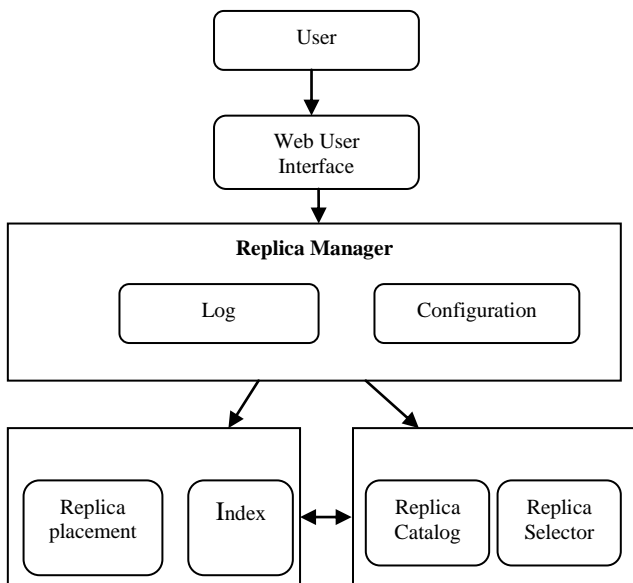 User
Web User
Interface
Replica Manager
Log
Configuration
Replica
placement
Index
Replica
Catalog
Replica
Selector